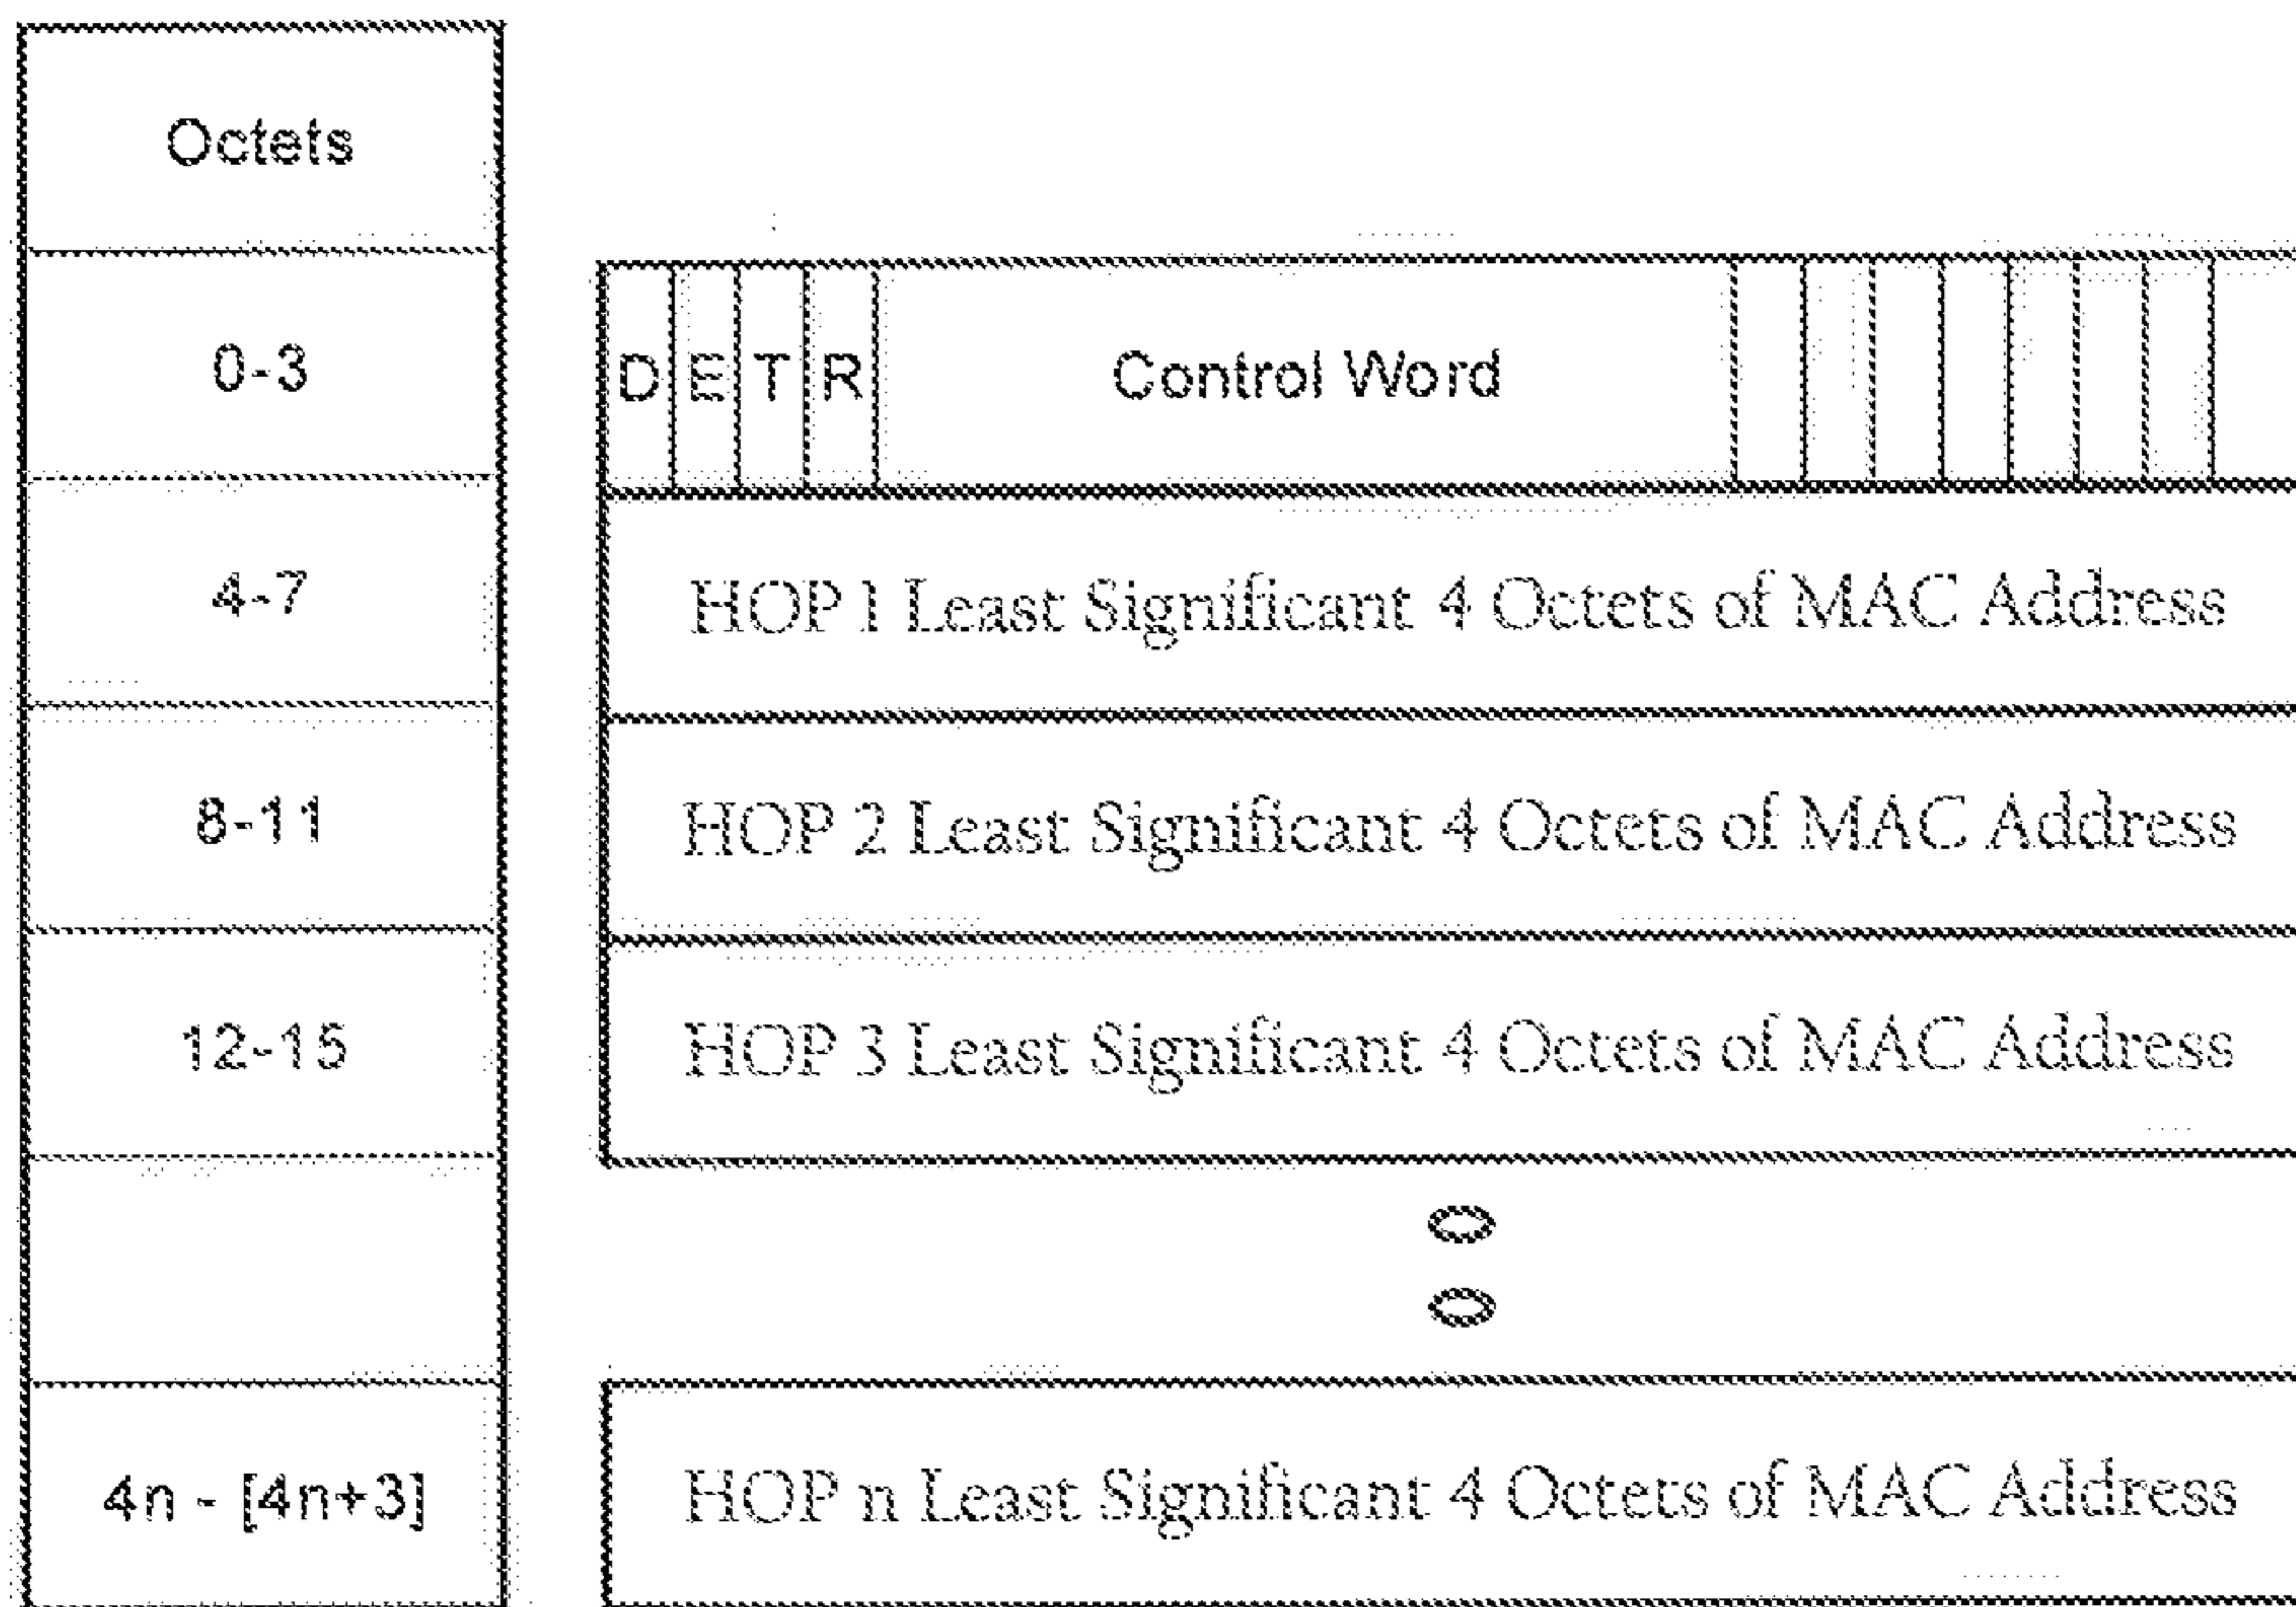 Octets
0-3
D E T R Control Word
4-7
HOP 1 Least Significant 4 Octets of MAC Address
8-11
HOP 2 Least Significant 4 Octets of MAC Address
12-15
HOP 3 Least Significant 4 Octets of MAC Address
4n - [4n+3]
HOP n Least Significant 4 Octets of MAC Address